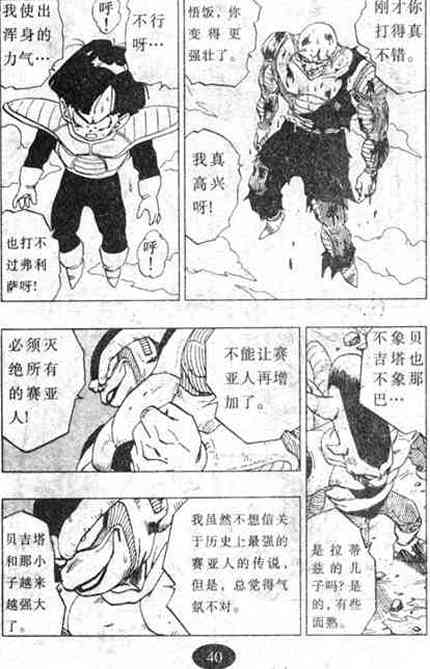 刚才你
打得真
不错。
悟饭，你
变得更
强壮了。
我真
高兴
呀！
呼！
不行
呀…
我使出
浑身的
力气…
也打不
过弗利
萨呀！
呼！
不象贝
吉塔也
不象那
巴…
是拉蒂
兹的儿
子吗？是
的，有些
面熟。
不能让赛
亚人再增
加了。
必须灭
绝所有
的赛亚
人！
我虽然不想信关
于历史上最强的
赛亚人的传说，
但是，总觉得气
氛不对。
贝吉塔
和那小
子越来
越强大
了。
40